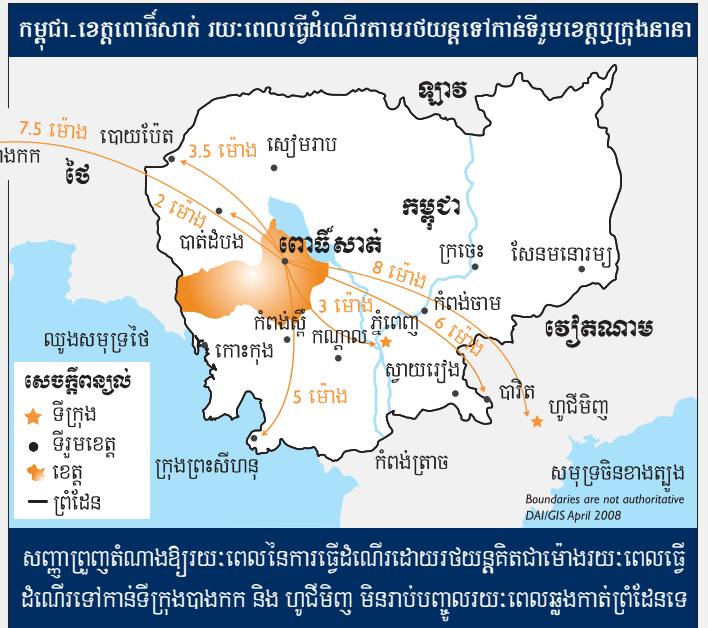 កម្ពុជា-ខេត្តពោធិ៍សាត់ រយៈពេលធ្វើដំណើរតាមរថយន្តទៅកាន់ទីរួមខេត្តឬក្រុងនានា
ឡាវ
7.5 ម៉ោង
បោយប៉ែត
3.5 ម៉ោង
សៀមរាប
ថៃ
2 ម៉ោង
កម្ពុជា
បាត់ដំបង
ពោធិ៍សាត់
ក្រចេះ
សែនមនោរម្យ
8 ម៉ោង
3 ម៉ោង
កំពង់ចាម
កំពង់ស្ពឺ
កណ្តាល
ភ្នំពេញ
6 ម៉ោង
វៀតណាម
ឈូងសមុទ្រថៃ
កោះកុង
ស្វាយរៀង
សេចក្តីពន្យល់
5 ម៉ោង
បាវិត
ហូជីមិញ
ទីក្រុង
ទីរួមខេត្ត
ខេត្ត
ព្រំដែន
ក្រុងព្រះសីហនុ
កំពង់ត្រាច
សមុទ្រចិនខាងត្បូង
Boundaries are not authoritative
DAI/GIS April 2008
សញ្ញាព្រួញតំណាងឱ្យរយៈពេលនៃការធ្វើដំណើរដោយរថយន្តគិតជាម៉ោងរយៈពេលធ្វើ
ដំណើរទៅកាន់ទីក្រុងបាងកក និង ហូជីមិញ មិនរាប់បញ្ចូលរយៈពេលឆ្លងកាត់ព្រំដែនទេ